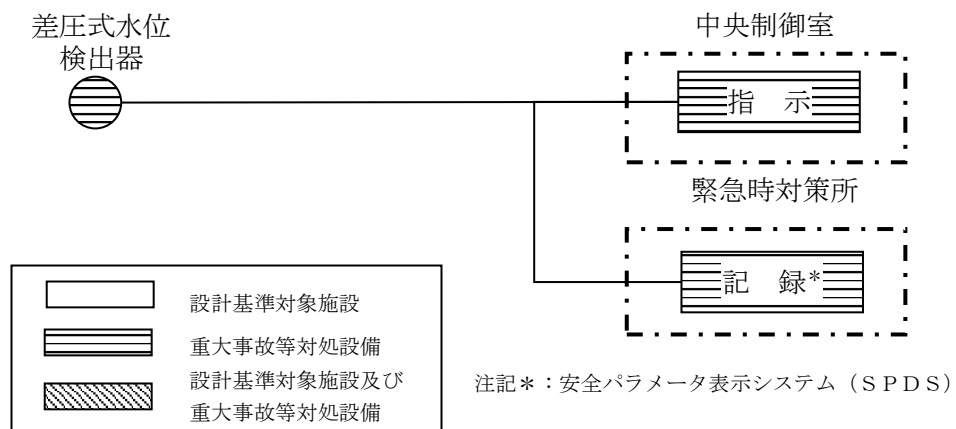 差圧式水位
検出器
中央制御室
指　示
緊急時対策所
記　録*
設計基準対象施設
重大事故等対処設備
設計基準対象施設及び
重大事故等対処設備
注記＊：安全パラメータ表示システム（ＳＰＤＳ）